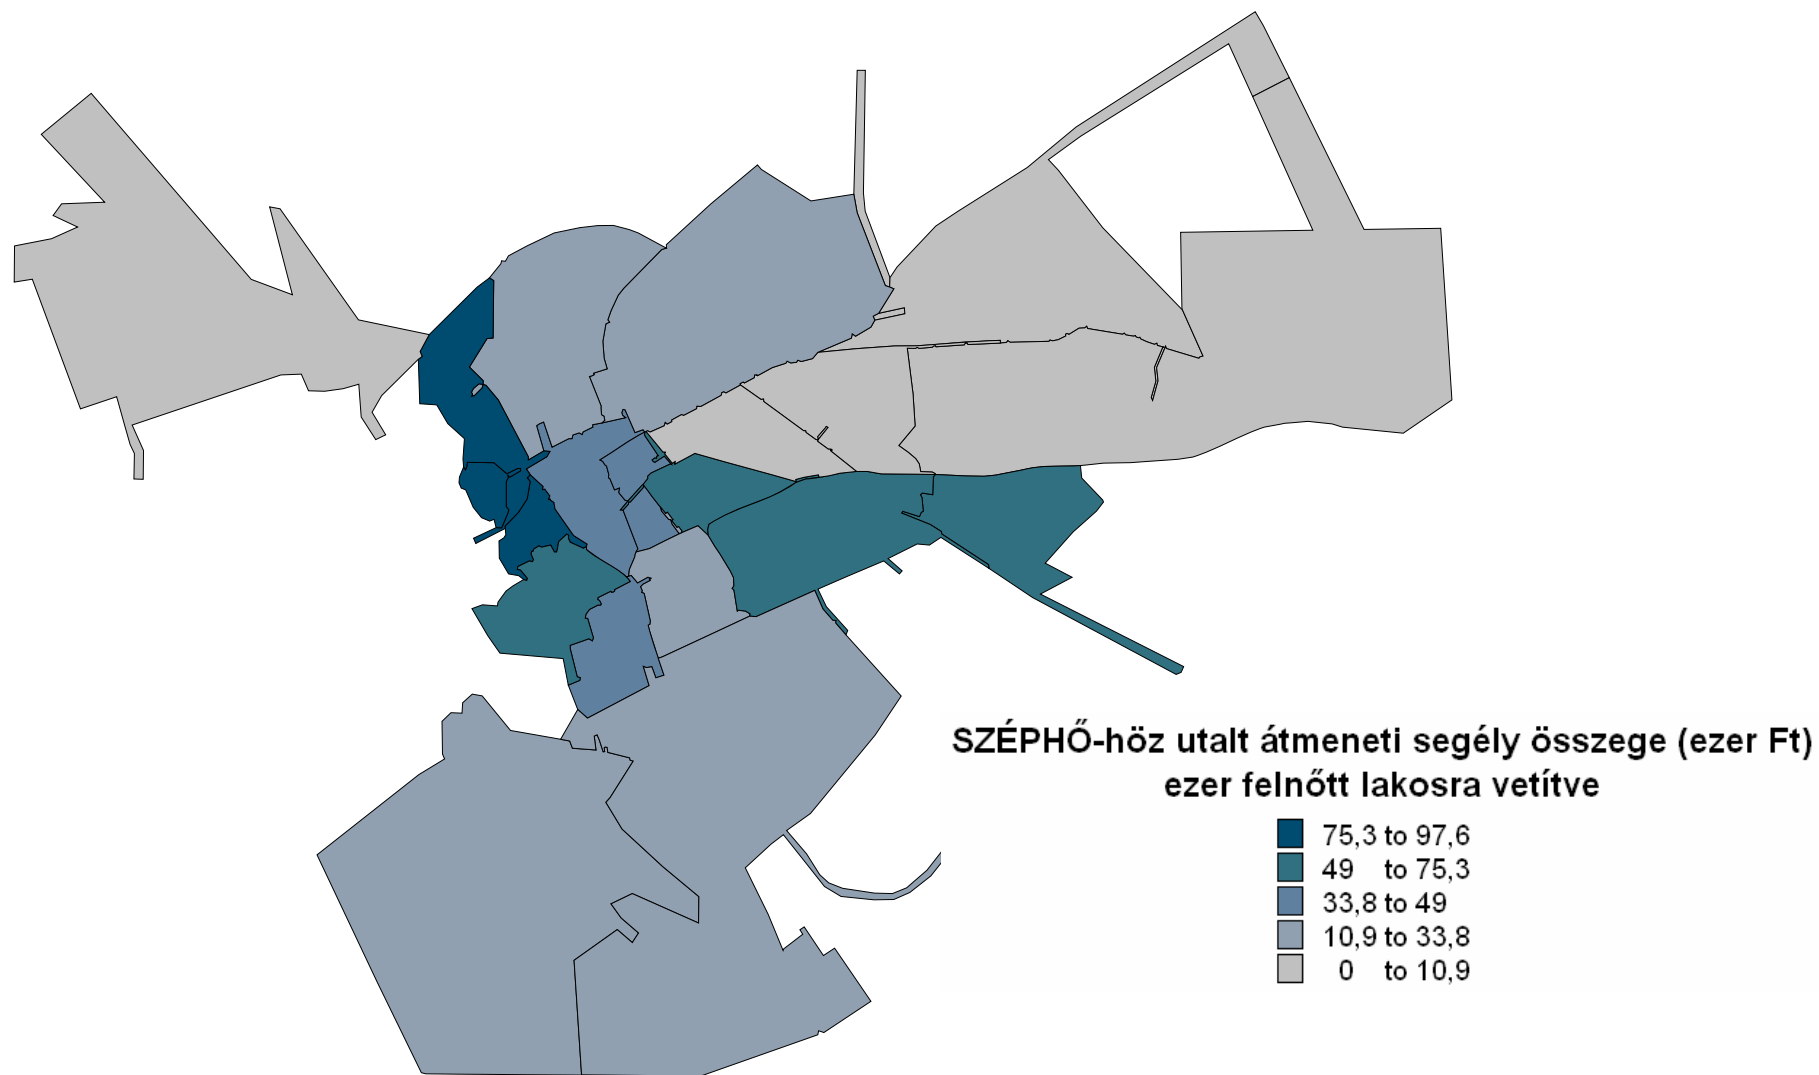 SZÉPHŐ-höz utalt átmeneti segély összege (ezer Ft)
ezer felnőtt lakosra vetítve
75,3 to 97,6
49 to 75,3
33,8 to 49
10,9 to 33,8
0 to 10,9